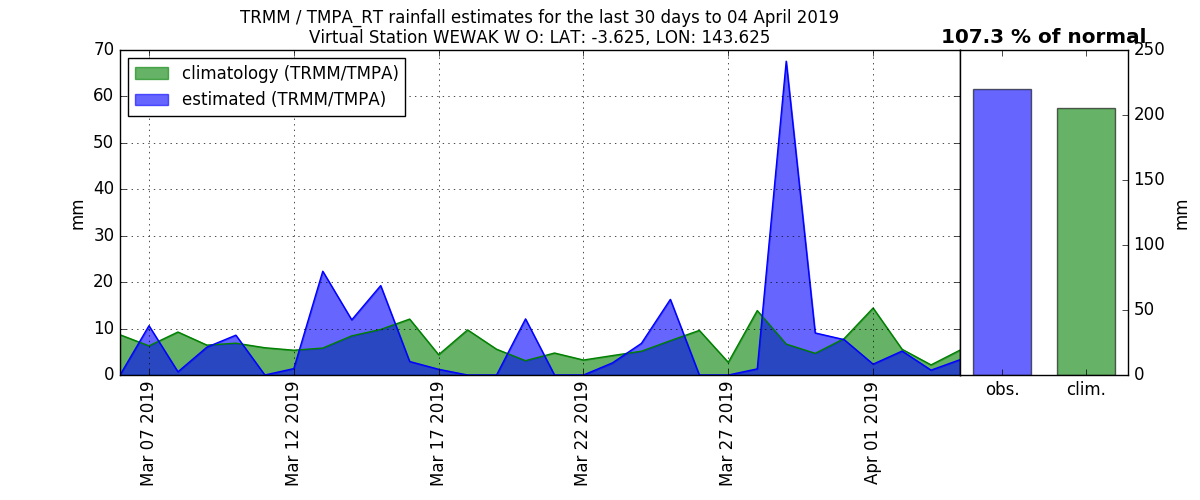 TRMM / TMPA_RT rainfall estimates for the last 30 days to 04 April 2019
Virtual Station WEWAK W O: LAT: -3.625, LON: 143.625
107.3 % of normal
climatology (TRMM/TMPA)
estimated (TRMM/TMPA)
mm
70
60
50
40
30
20
10
0
Mar 07 2019
Mar 12 2019
Mar 17 2019
Mar 22 2019
Mar 27 2019
Apr 01 2019
obs.
clim.
250
200
150
100
50
0
mm